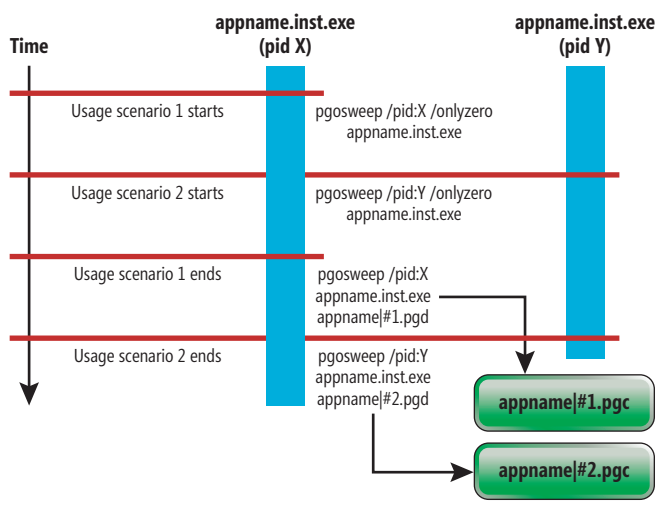 Time
appname.inst.exe
(pid X)
appname.inst.exe
(pid Y)
Usage scenario 1 starts
pgosweep /pid:X /onlyzero
appname.inst.exe
Usage scenario 2 starts
pgosweep /pid:Y /onlyzero
appname.inst.exe
Usage scenario 1 ends
pgosweep /pid:X
appname.inst.exe
appname|#1.pgd
Usage scenario 2 ends
pgosweep /pid:Y
appname.inst.exe
appname|#2.pgd
appname|#1.pgc
appname|#2.pgc